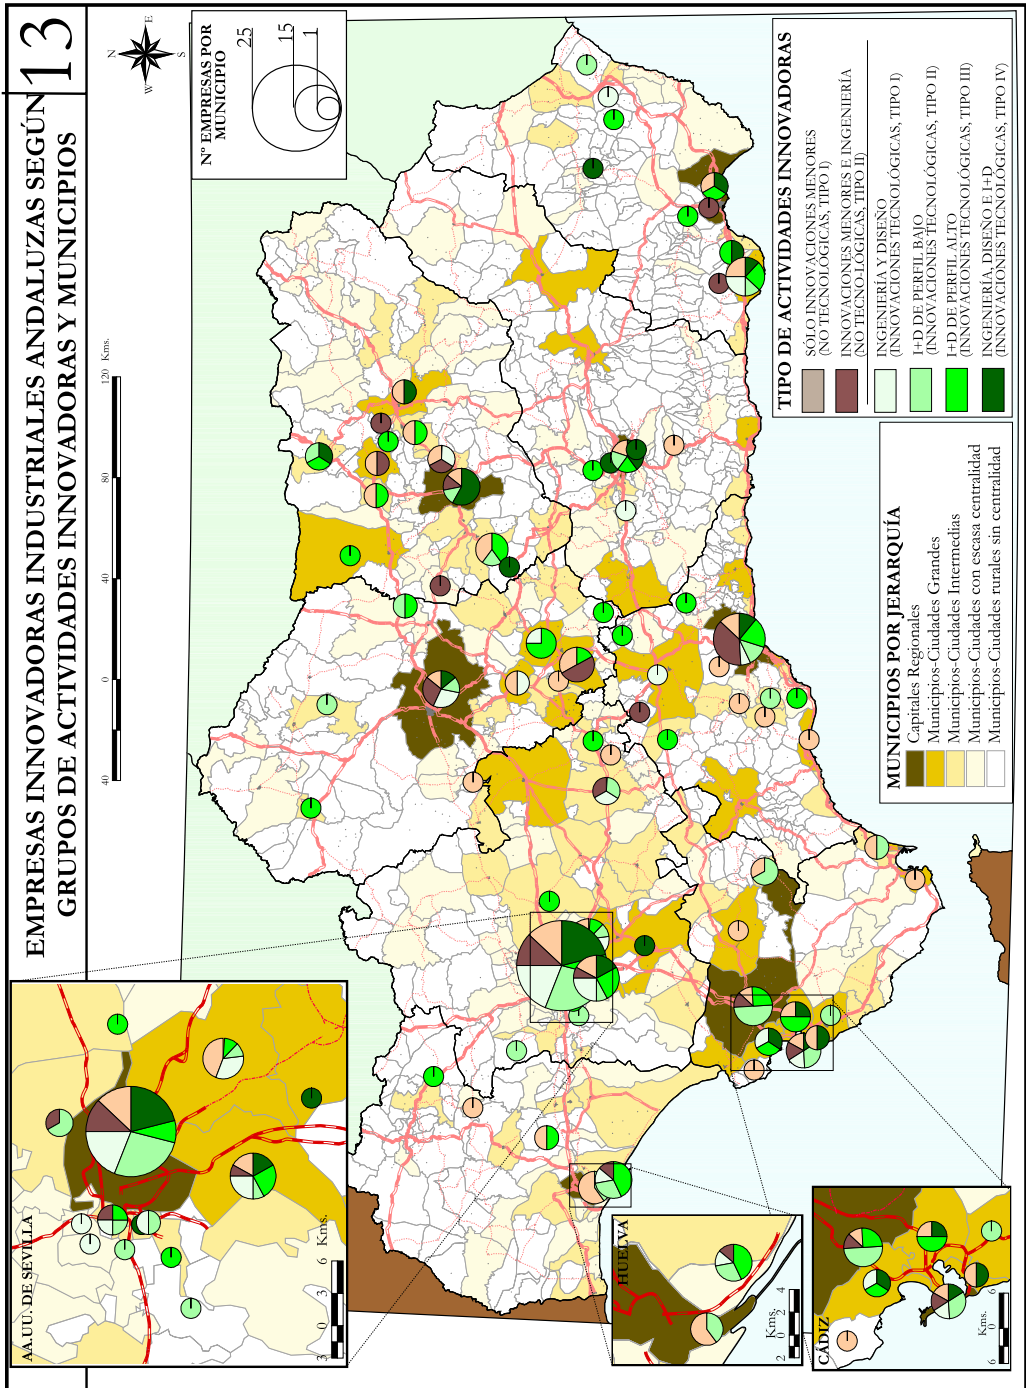 13
EMPRESAS INNOVADORAS INDUSTRIALES ANDALUZAS SEGÚN
GRUPOS DE ACTIVIDADES INNOVADORAS Y MUNICIPIOS
N
E
S
W
Nº EMPRESAS POR
MUNICIPIO
25
15
1
40
0
40
80
120
Kms.
TIPO DE ACTIVIDADES INNOVADORAS
SÓLO INNOVACIONES MENORES
(NO TECNOLÓGICAS, TIPO I)
INNOVACIONES MENORES E INGENIERÍA
(NO TECNO-LÓGICAS, TIPO II)
INGENIERÍA Y DISEÑO
(INNOVACIONES TECNOLÓGICAS, TIPO I)
I+D DE PERFIL BAJO
(INNOVACIONES TECNOLÓGICAS, TIPO II)
I+D DE PERFIL ALTO
(INNOVACIONES TECNOLÓGICAS, TIPO III)
INGENIERÍA, DISEÑO E I+D
(INNOVACIONES TECNOLÓGICAS, TIPO IV)
MUNICIPIOS POR JERARQUÍA
Capitales Regionales
Municipios-Ciudades Grandes
Municipios-Ciudades Intermedias
Municipios-Ciudades con escasa centralidad
Municipios-Ciudades rurales sin centralidad
AA.UU. DE SEVILLA
3
0
3
6
Kms.
HUELVA
2
0
2
4
Kms.
CÁDIZ
6
0
6
Kms.